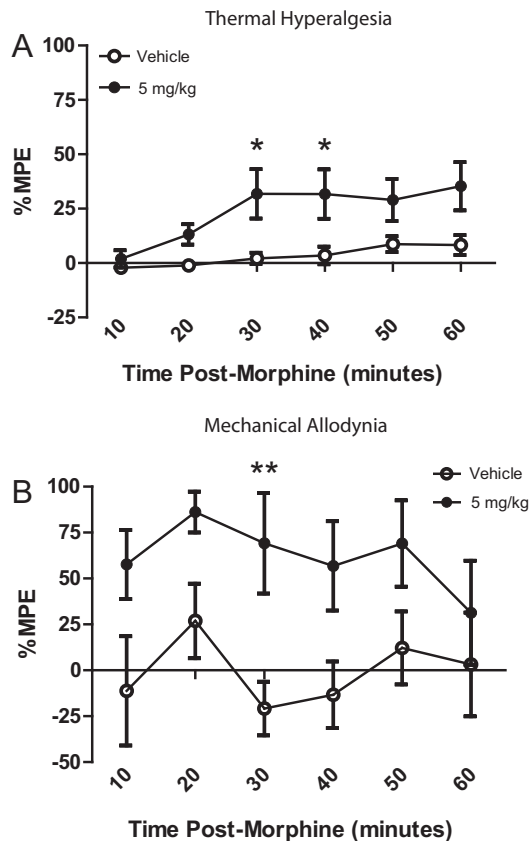 Thermal Hyperalgesia
A
Vehicle
5 mg/kg
100
75
50
25
0
-25
%MPE
* *
10 20 30 40 50 60
Time Post-Morphine (minutes)
Mechanical Allodynia
B
Vehicle
5 mg/kg
100
75
50
25
0
-25
-50
%MPE
**
10 20 30 40 50 60
Time Post-Morphine (minutes)